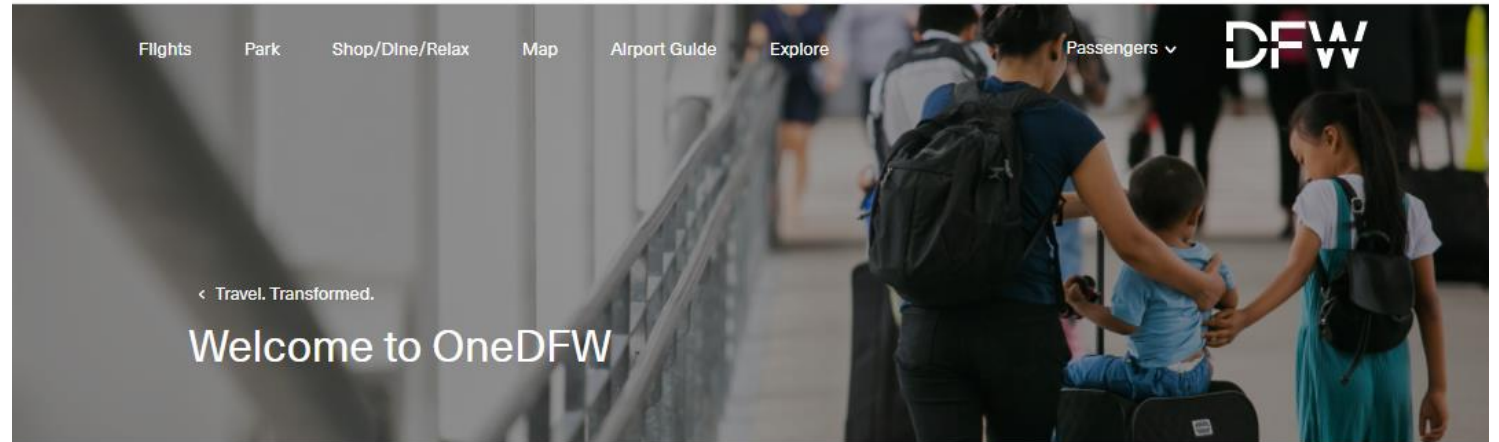 Flights Park Shop/Dine/Relax Map Airport Guide Explore Passengers DFW
< Travel. Transformed.
Welcome to OneDFW